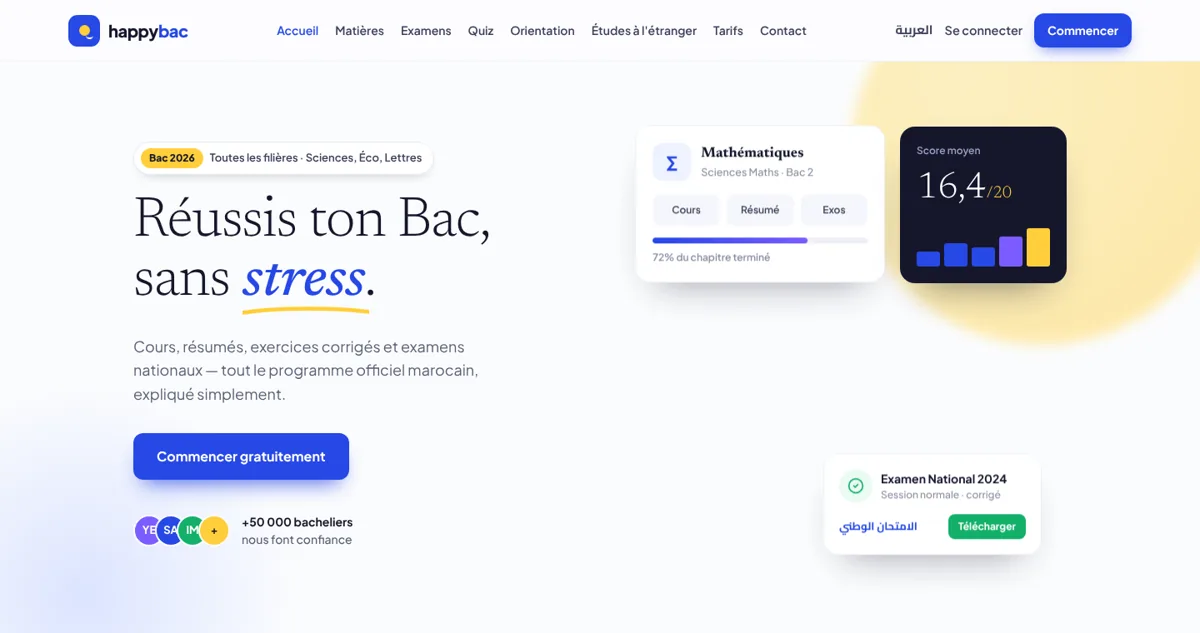 happybac
Accueil
Matières
Examens
Quiz
Orientation
Études à l'étranger
Tarifs
Contact
العربية
Se connecter
Commencer
Bac 2026
Toutes les filières · Sciences, Éco, Lettres
Réussis ton Bac,
sans stress.
Cours, résumés, exercices corrigés et examens
nationaux — tout le programme officiel marocain,
expliqué simplement.
Commencer gratuitement
YE
SA
IM
+
+50 000 bacheliers
nous font confiance
Σ
Mathématiques
Sciences Maths · Bac 2
Cours
Résumé
Exos
72% du chapitre terminé
Score moyen
16,4/20
Examen National 2024
Session normale · corrigé
الامتحان الوطني
Télécharger